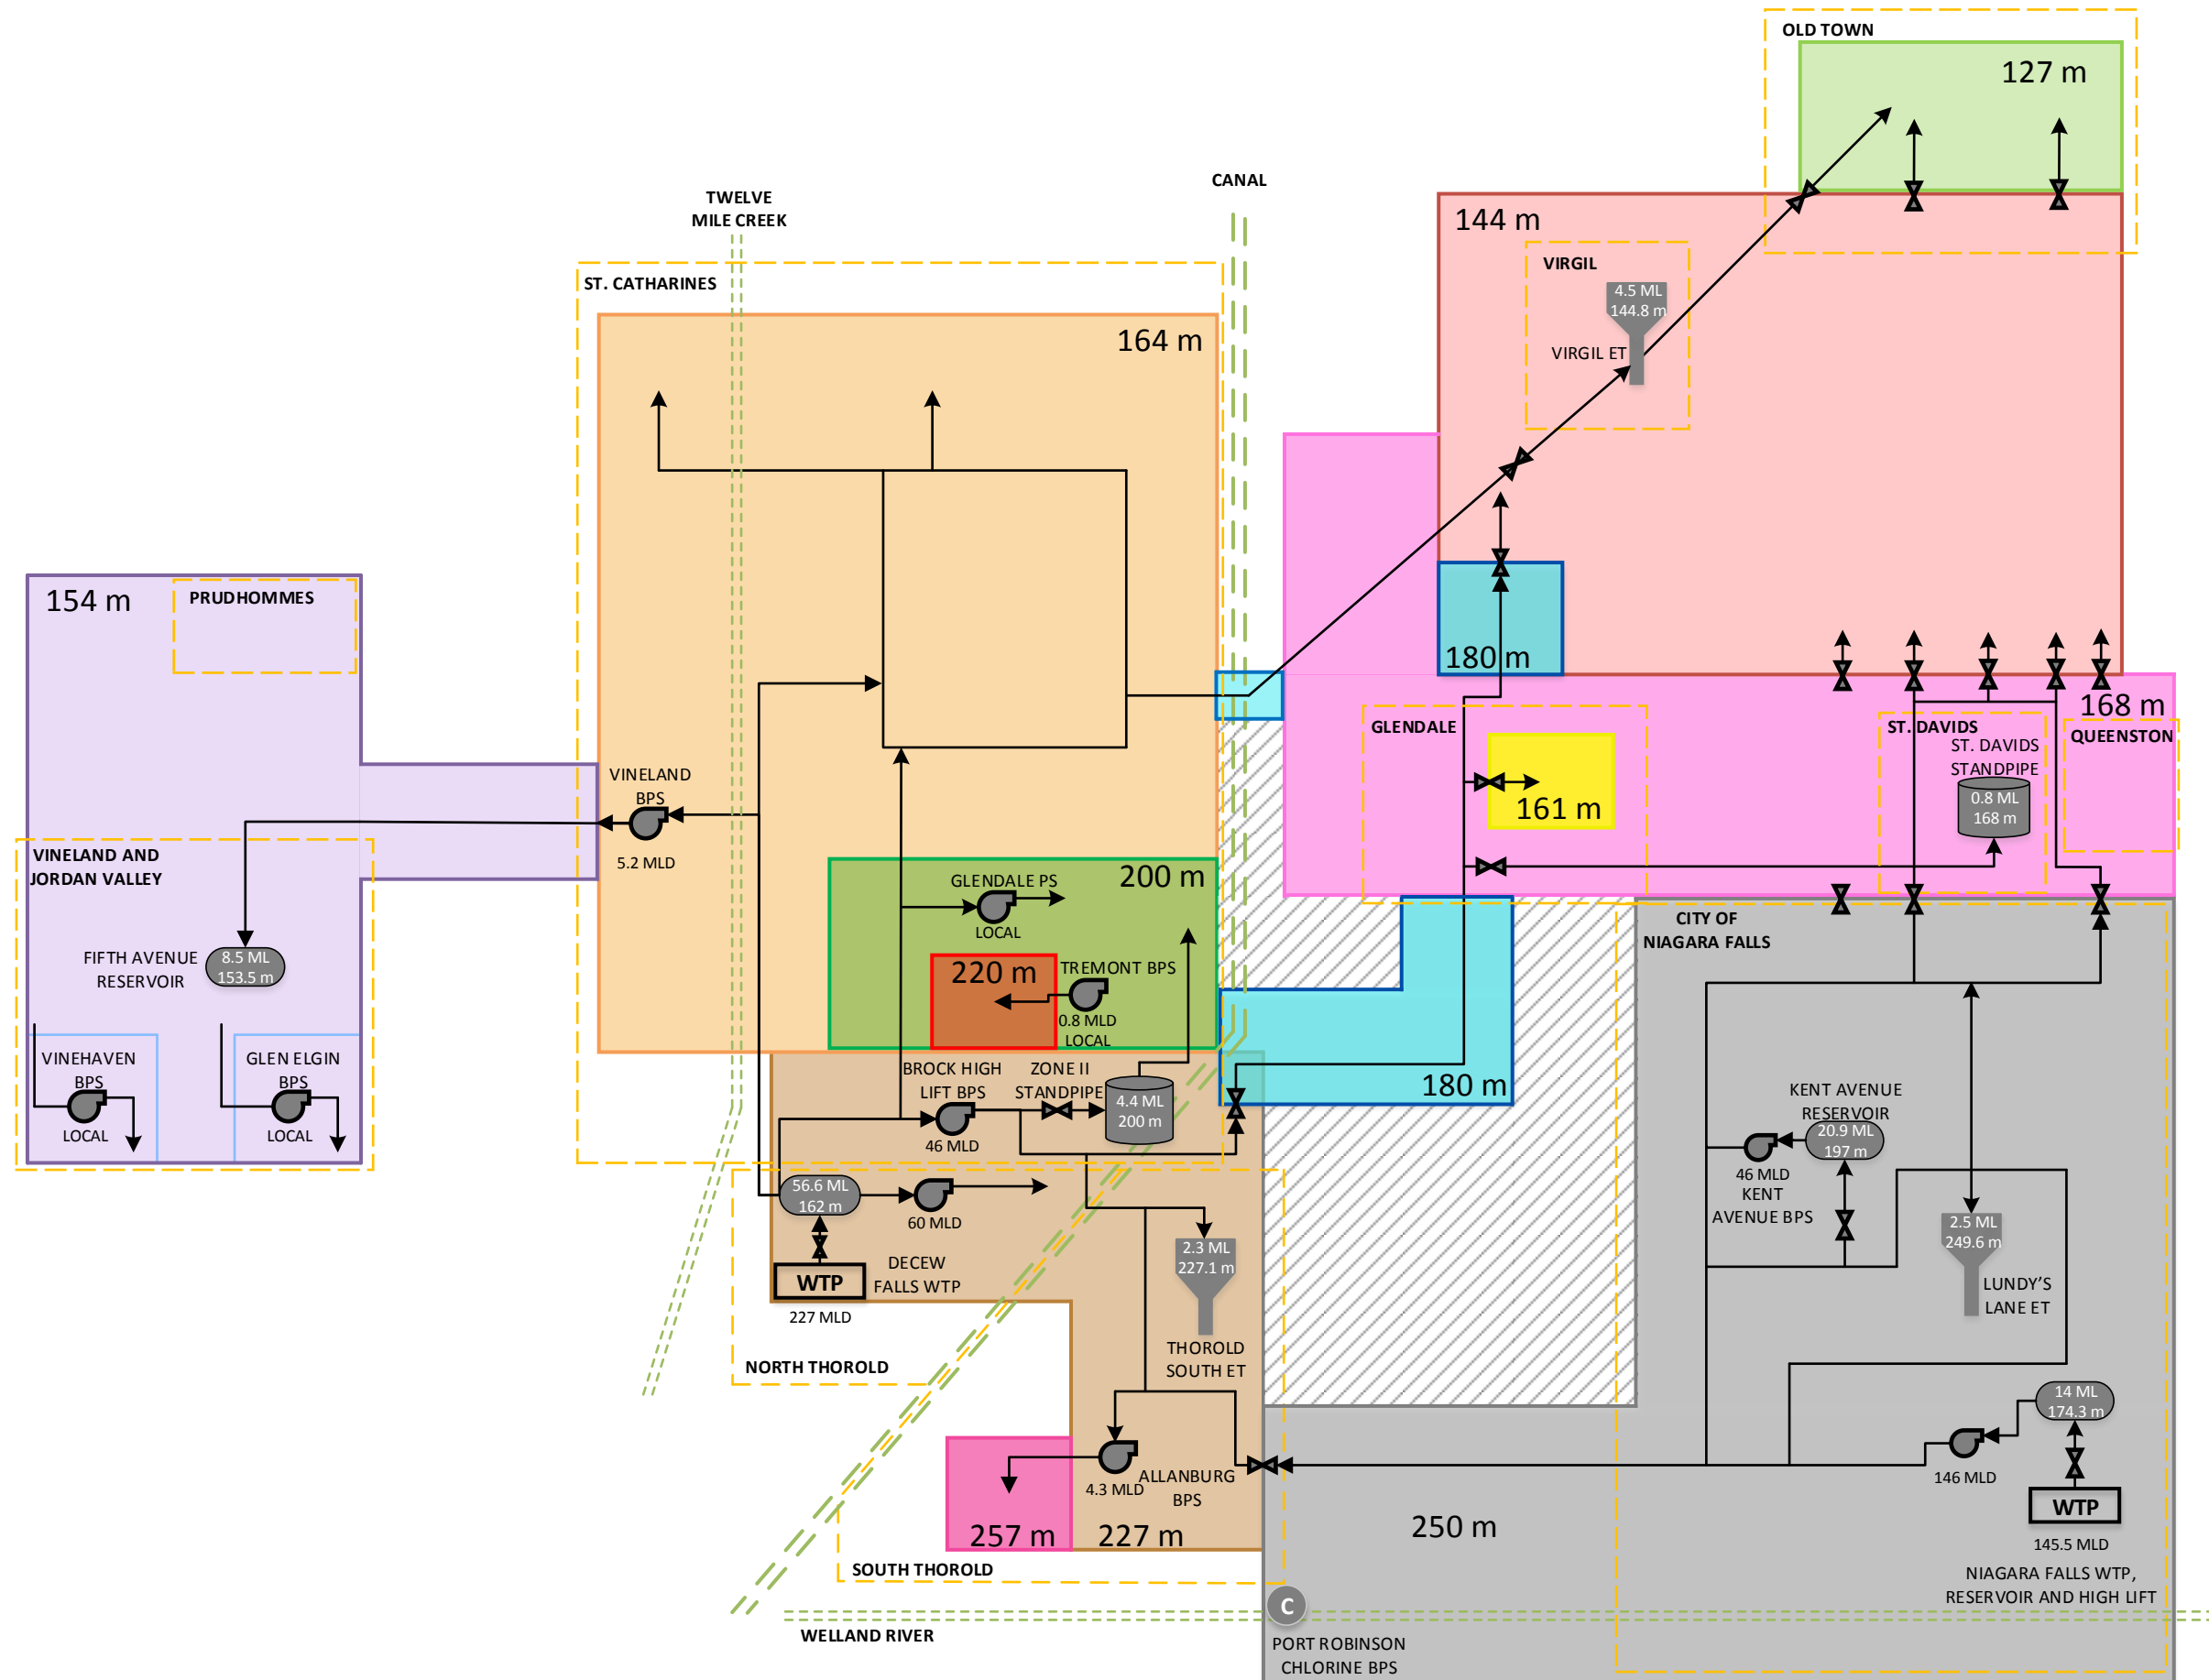 OLD TOWN
127 m
CANAL
TWELVE
MILE CREEK
144 m
VIRGIL
4.5 ML
144.8 m
VIRGIL ET
ST. CATHARINES
164 m
154 m
PRUDHOMMES
180 m
168 m
GLENDALE
ST. DAVIDS
QUEENSTON
ST. DAVIDS
STANDPIPE
0.8 ML
168 m
161 m
VINELAND
BPS
5.2 MLD
VINELAND AND
JORDAN VALLEY
GLENDALE PS
LOCAL
200 m
CITY OF
NIAGARA FALLS
FIFTH AVENUE
RESERVOIR
8.5 ML
153.5 m
220 m
TREMONT BPS
0.8 MLD
LOCAL
VINEHAVEN
BPS
LOCAL
GLEN ELGIN
BPS
LOCAL
BROCK HIGH
LIFT BPS
46 MLD
ZONE II
STANDPIPE
4.4 ML
200 m
180 m
KENT AVENUE
RESERVOIR
20.9 ML
197 m
46 MLD
KENT
AVENUE BPS
56.6 ML
162 m
60 MLD
2.3 ML
227.1 m
2.5 ML
249.6 m
WTP
DECEW
FALLS WTP
227 MLD
LUNDY'S
LANE ET
THOROLD
SOUTH ET
NORTH THOROLD
14 ML
174.3 m
146 MLD
4.3 MLD
ALLANBURG
BPS
WTP
145.5 MLD
257 m
227 m
250 m
SOUTH THOROLD
NIAGARA FALLS WTP,
RESERVOIR AND HIGH LIFT
C
WELLAND RIVER
PORT ROBINSON
CHLORINE BPS